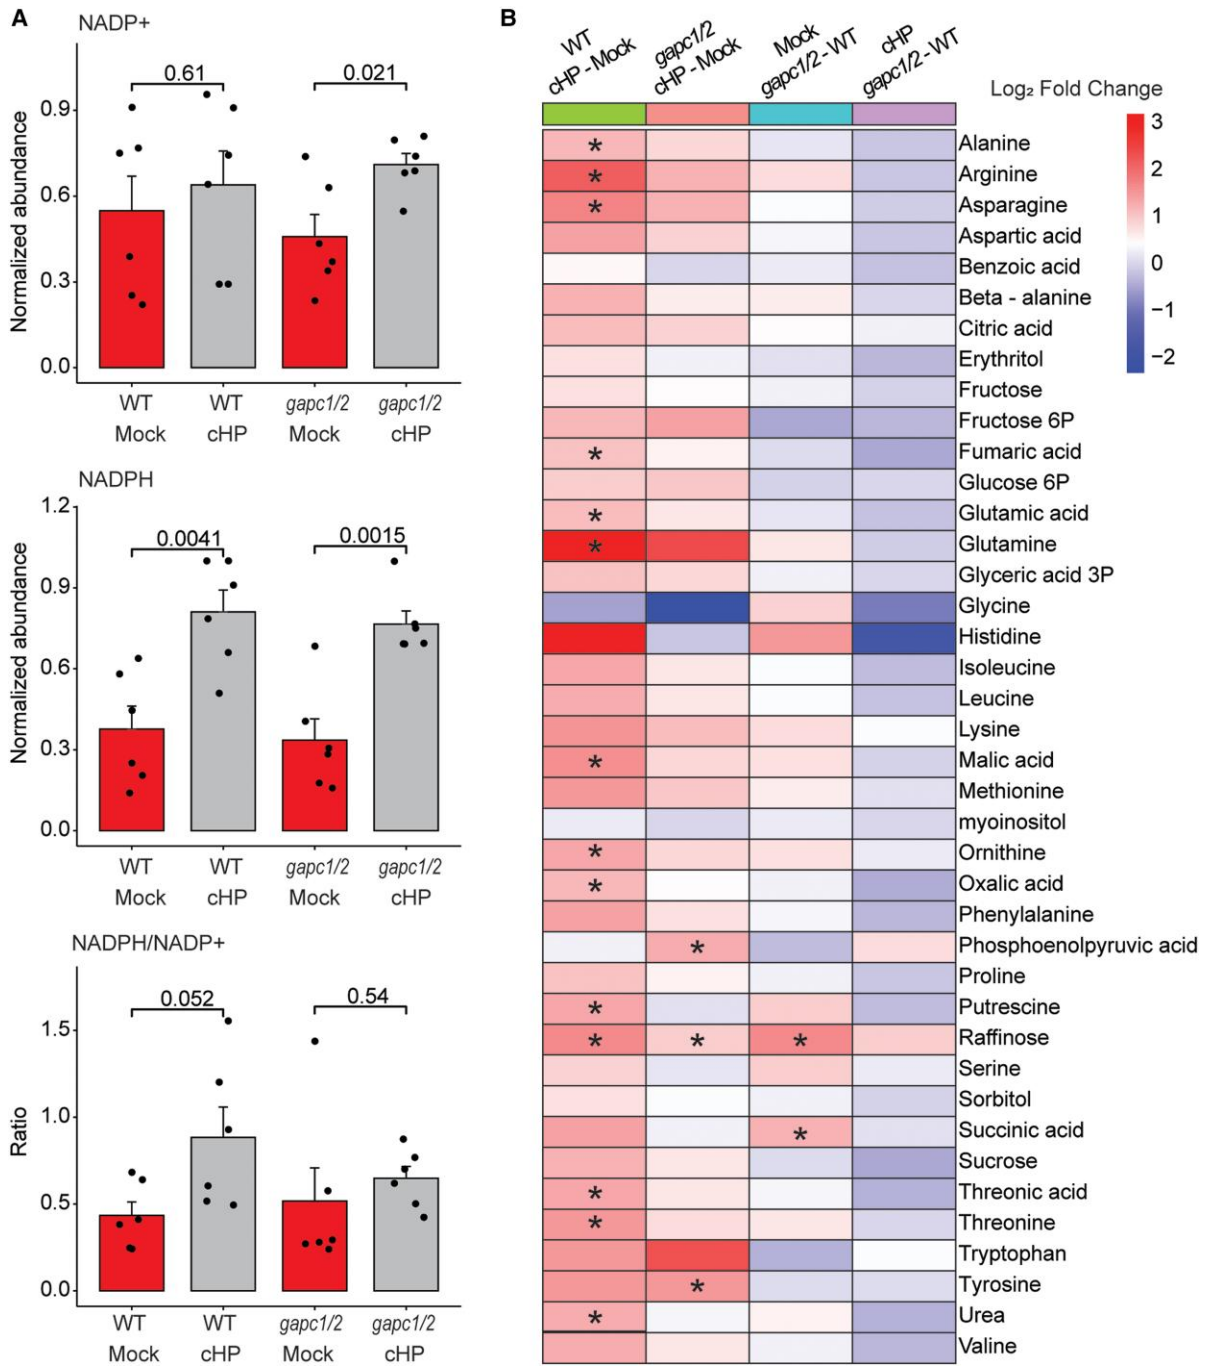 A
NADP+
0.61
0.021
Normalized abundance
0.9
0.6
0.3
0.0
WT
Mock
WT
cHP
gapc1/2
Mock
gapc1/2
cHP
NADPH
0.0041
0.0015
Normalized abundance
1.2
0.9
0.6
0.3
0.0
WT
Mock
WT
cHP
gapc1/2
Mock
gapc1/2
cHP
NADPH/NADP+
0.052
0.54
Ratio
1.5
1.0
0.5
0.0
WT
Mock
WT
cHP
gapc1/2
Mock
gapc1/2
cHP
B
WT
cHP - Mock
gapc1/2
cHP - Mock
Mock
gapc1/2 - WT
cHP
gapc1/2 - WT
Log₂ Fold Change
3
2
1
0
−1
−2
Alanine
*
Arginine
*
Asparagine
*
Aspartic acid
Benzoic acid
Beta - alanine
Citric acid
Erythritol
Fructose
Fructose 6P
Fumaric acid
*
Glucose 6P
Glutamic acid
*
Glutamine
*
Glyceric acid 3P
Glycine
Histidine
Isoleucine
Leucine
Lysine
Malic acid
*
Methionine
myoinositol
Ornithine
*
Oxalic acid
*
Phenylalanine
Phosphoenolpyruvic acid
*
Proline
Putrescine
*
Raffinose
* * *
Serine
Sorbitol
Succinic acid
*
Sucrose
Threonic acid
*
Threonine
*
Tryptophan
Tyrosine
*
Urea
*
Valine